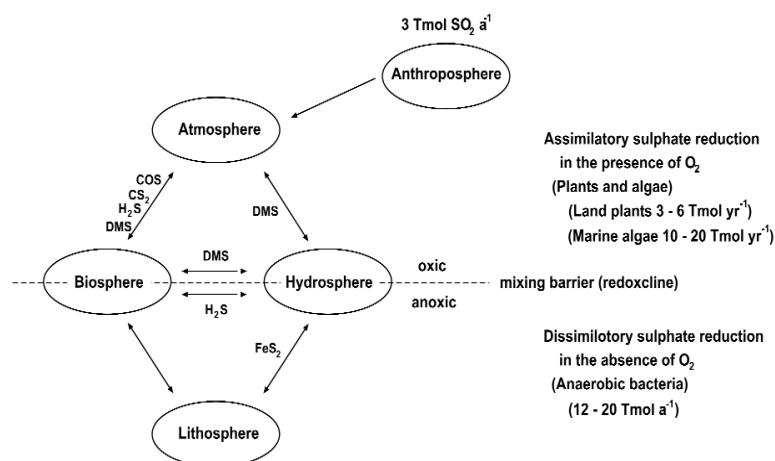 3 Tmol SO₂ a⁻¹
Anthroposphere
Atmosphere
Assimilatory sulphate reduction
in the presence of O₂
(Plants and algae)
(Land plants 3 - 6 Tmol yr⁻¹)
(Marine algae 10 - 20 Tmol yr⁻¹)
COS
CS₂
H₂S
DMS
DMS
DMS
oxic
Biosphere
Hydrosphere
mixing barrier (redoxcline)
H₂S
anoxic
FeS₂
Dissimilotory sulphate reduction
in the absence of O₂
(Anaerobic bacteria)
(12 - 20 Tmol a⁻¹)
Lithosphere